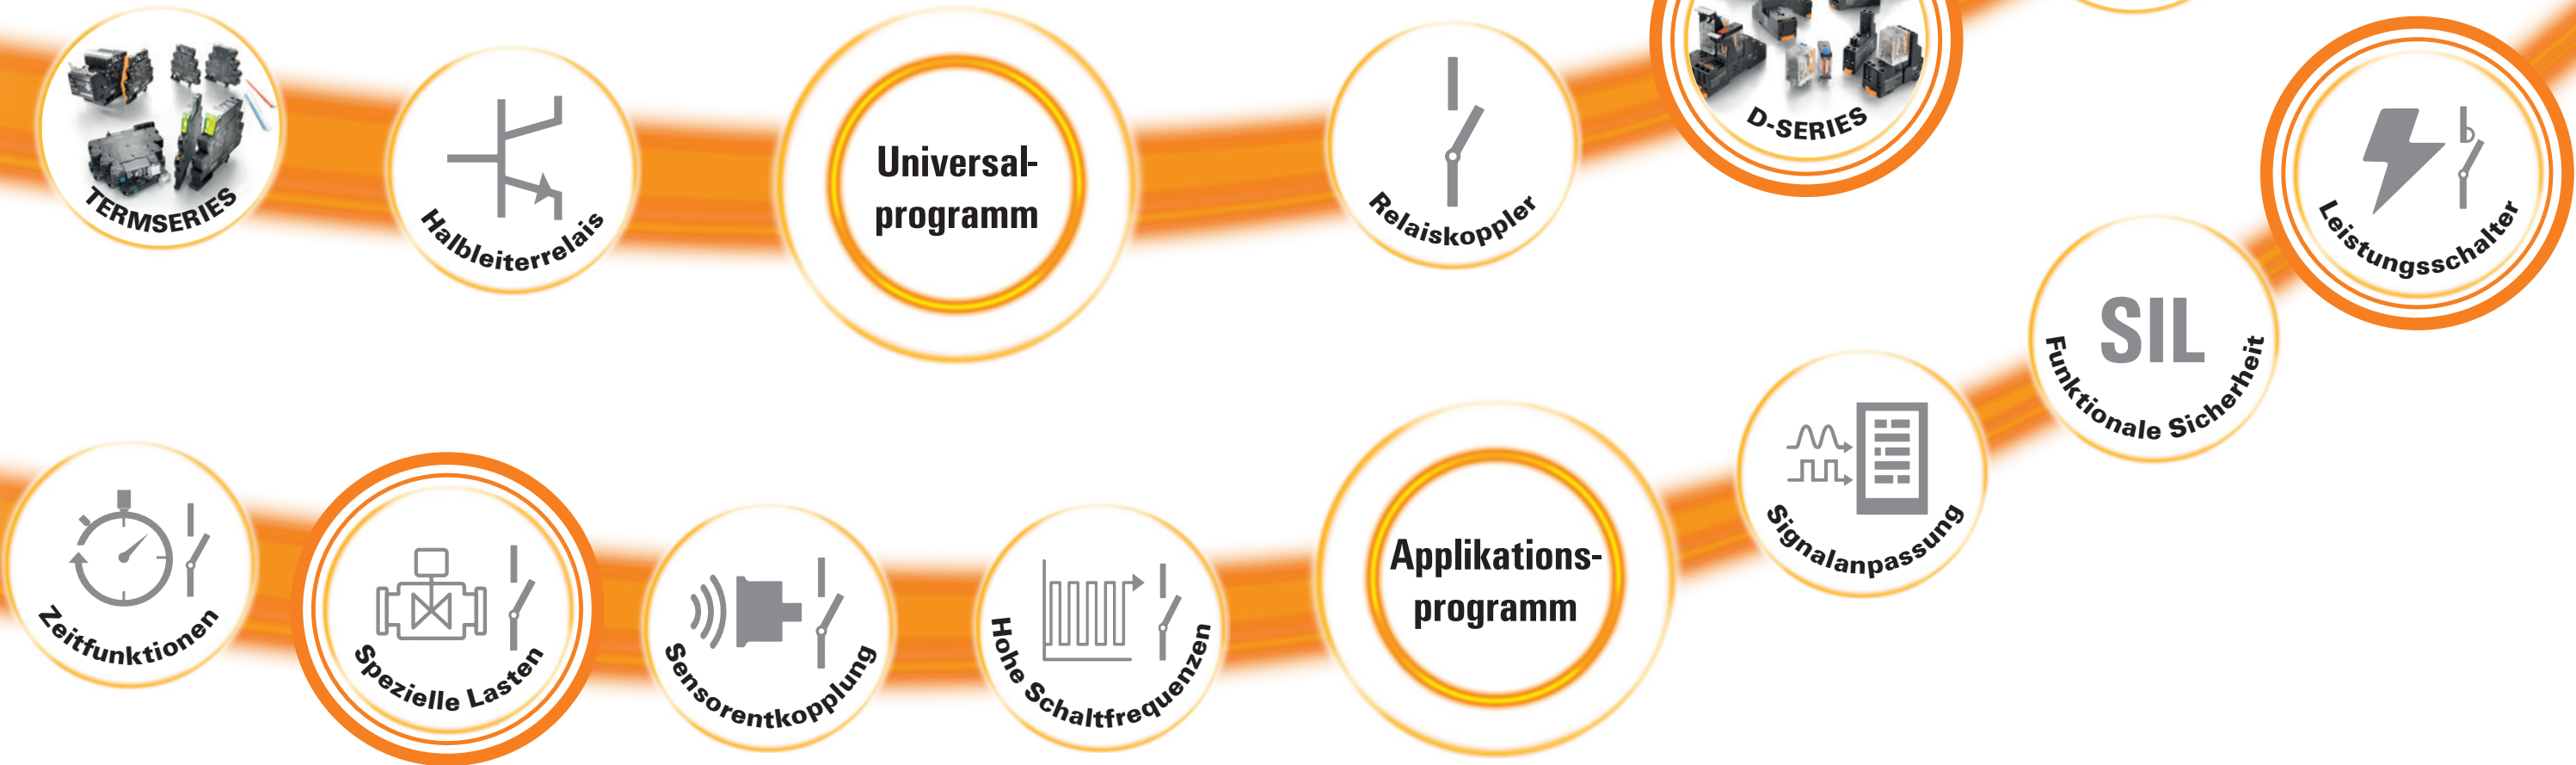 TERMSERIES
Halbleiterrelais
Universal-
programm
Relaiskoppler
D-SERIES
Leistungsschalter
SIL
Funktionale Sicherheit
Zeitfunktionen
Spezielle Lasten
Sensorentkopplung
Hohe Schaltfrequenzen
Applikations-
programm
Signalanpassung